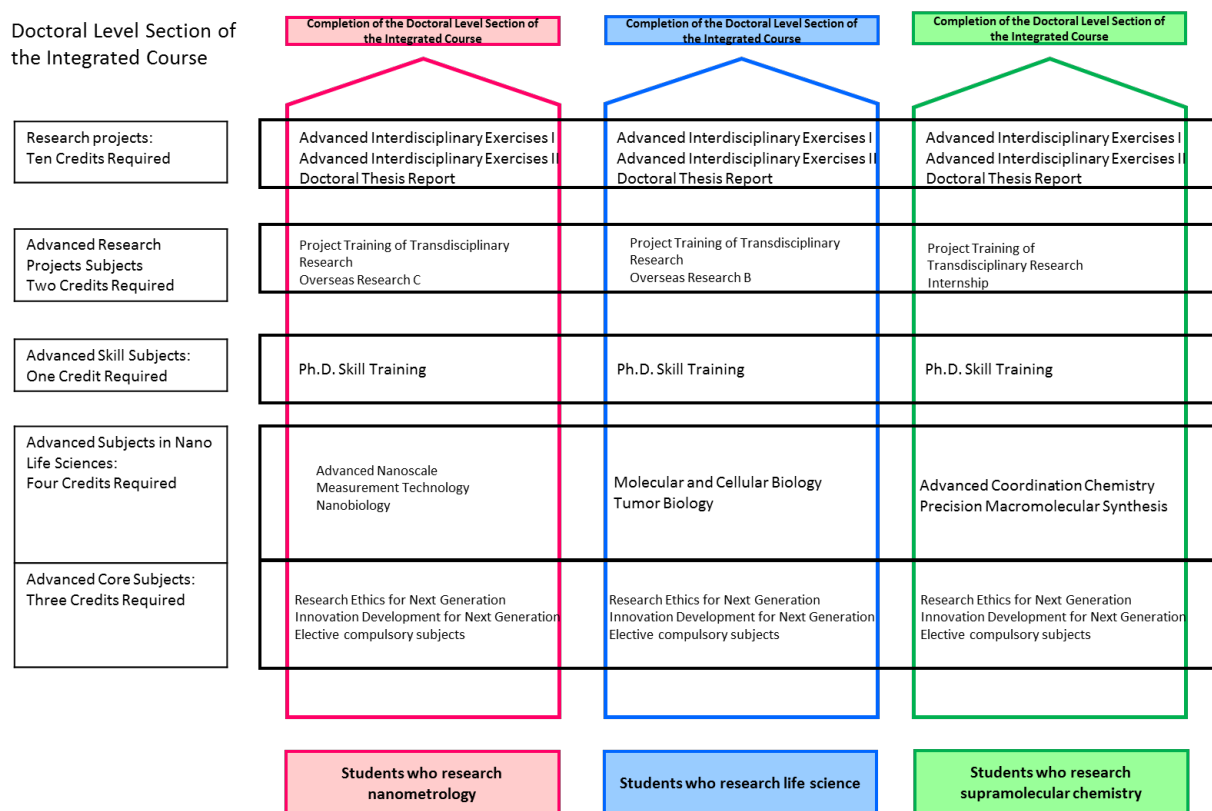 Doctoral Level Section of
the Integrated Course
Completion of the Doctoral Level Section of
the Integrated Course
Completion of the Doctoral Level Section of
the Integrated Course
Completion of the Doctoral Level Section of
the Integrated Course
Research projects:
Ten Credits Required
Advanced Interdisciplinary Exercises I
Advanced Interdisciplinary Exercises II
Doctoral Thesis Report
Advanced Interdisciplinary Exercises I
Advanced Interdisciplinary Exercises II
Doctoral Thesis Report
Advanced Interdisciplinary Exercises I
Advanced Interdisciplinary Exercises II
Doctoral Thesis Report
Advanced Research
Projects Subjects
Two Credits Required
Project Training of Transdisciplinary
Research
Overseas Research C
Project Training of Transdisciplinary
Research
Overseas Research B
Project Training of
Transdisciplinary Research
Internship
Advanced Skill Subjects:
One Credit Required
Ph.D. Skill Training
Ph.D. Skill Training
Ph.D. Skill Training
Advanced Subjects in Nano
Life Sciences:
Four Credits Required
Advanced Nanoscale
Measurement Technology
Nanobiology
Molecular and Cellular Biology
Tumor Biology
Advanced Coordination Chemistry
Precision Macromolecular Synthesis
Advanced Core Subjects:
Three Credits Required
Research Ethics for Next Generation
Innovation Development for Next Generation
Elective compulsory subjects
Research Ethics for Next Generation
Innovation Development for Next Generation
Elective compulsory subjects
Research Ethics for Next Generation
Innovation Development for Next Generation
Elective compulsory subjects
Students who research
nanometrology
Students who research life science
Students who research
supramolecular chemistry